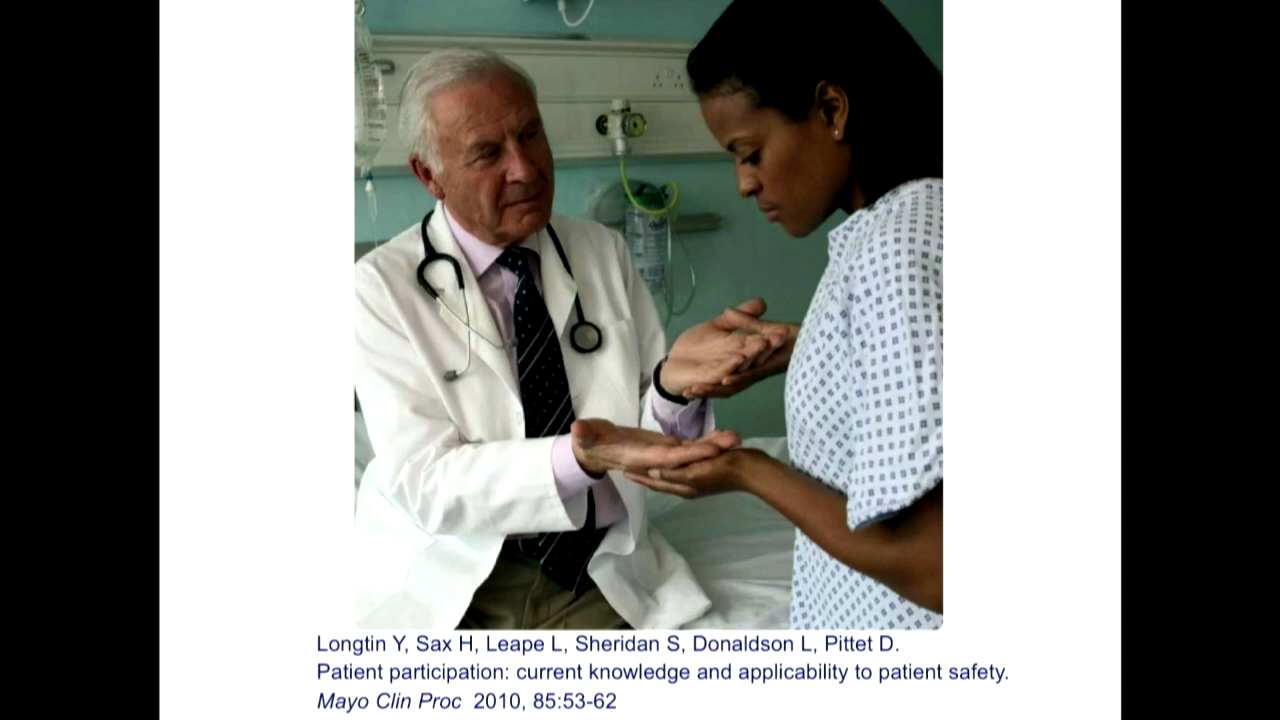 Longtin Y, Sax H, Leape L, Sheridan S, Donaldson L, Pittet D.
Patient participation: current knowledge and applicability to patient safety.
Mayo Clin Proc 2010, 85:53-62